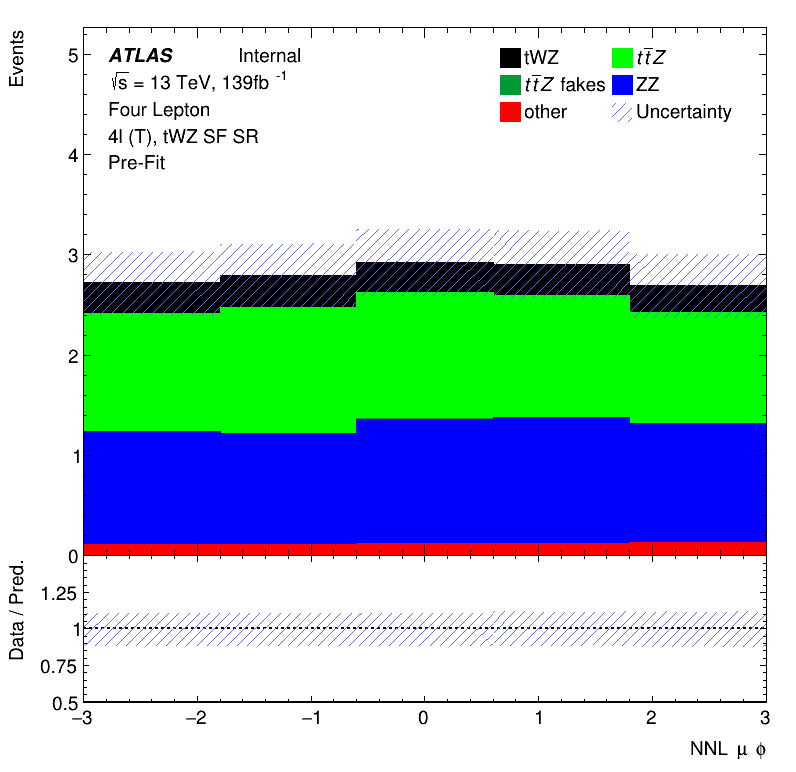 Events
5
4
3
2
1
0
ATLAS Internal
√s = 13 TeV, 139fb -1
Four Lepton
4l (T), tWZ SF SR
Pre-Fit
tWZ
tt̄Z
tt̄Z fakes
ZZ
other
Uncertainty
Data / Pred.
1.25
1
0.75
0.5
−3 −2 −1 0 1 2 3
NNL μ ϕ